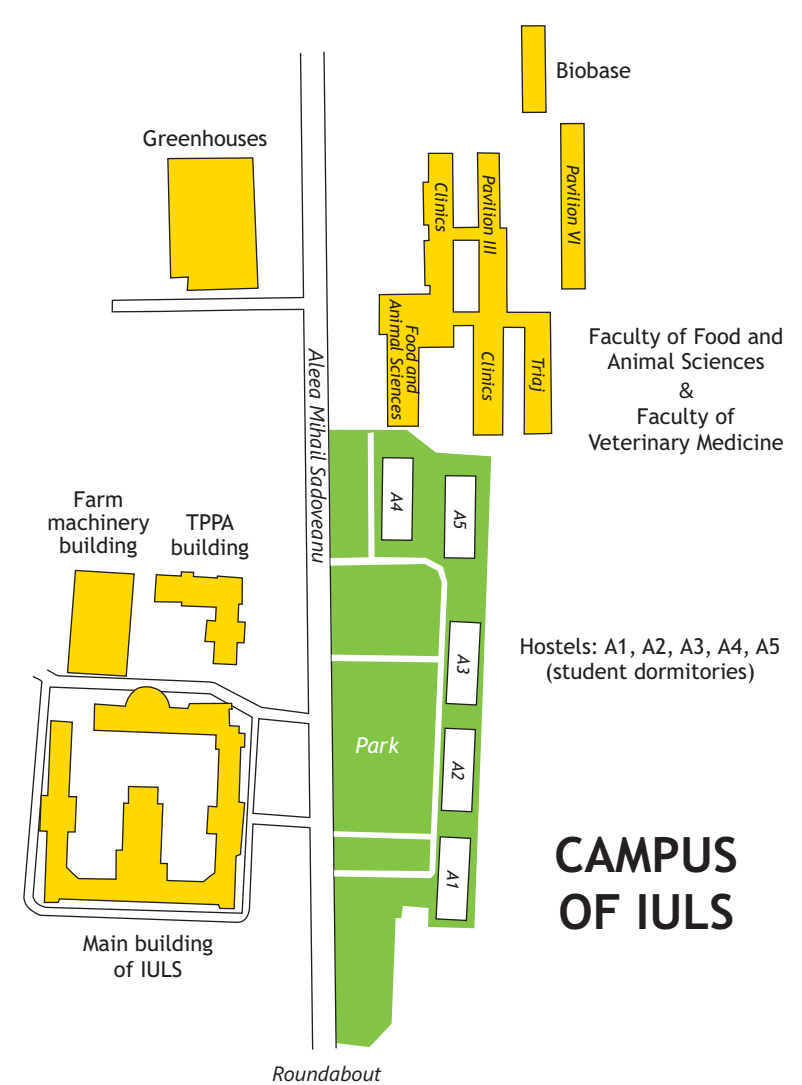 Biobase
Greenhouses
Clinics
Pavilion III
Pavilion VI
Food and
Animal Sciences
Clinics
Triaj
Faculty of Food and
Animal Sciences
&
Faculty of
Veterinary Medicine
Aleea Mihail Sadoveanu
A4
A5
Farm
machinery
building
TPPA
building
A3
Hostels: A1, A2, A3, A4, A5
(student dormitories)
Park
A2
A1
CAMPUS
OF IULS
Main building
of IULS
Roundabout